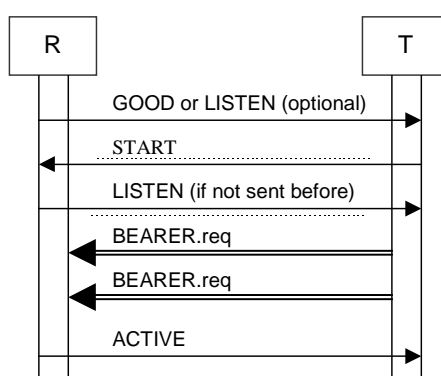 R
T
GOOD or LISTEN (optional)
START
LISTEN (if not sent before)
BEARER.req
BEARER.req
ACTIVE